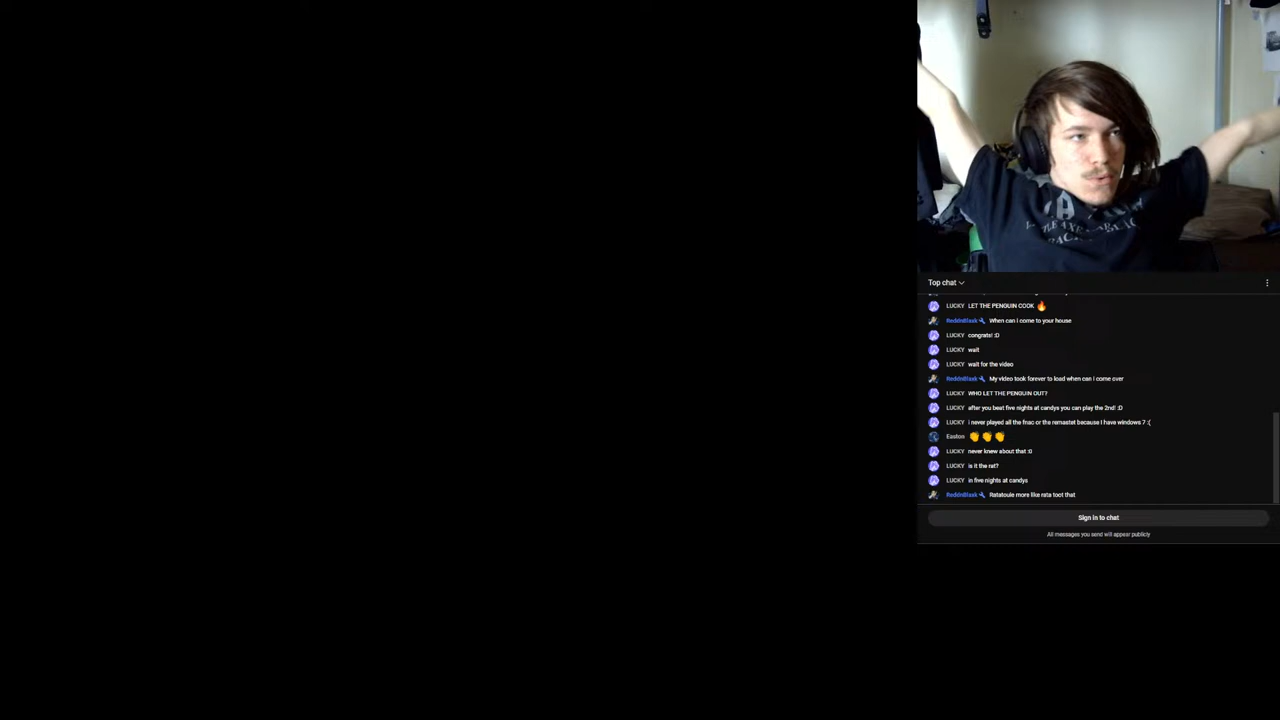 Top chat
LUCKY LET THE PENGUIN COOK 🔥
ReddnBlask When can i come to your house
LUCKY congrats! :D
LUCKY wait
LUCKY wait for the video
ReddnBlask My video took forever to load when can I come over
LUCKY WHO LET THE PENGUIN OUT?
LUCKY after you beat five nights at candys you can play the 2nd! :D
LUCKY i never played all the fnac or the remastet because I have windows 7 :(
Easton 👏 👏 👏
LUCKY never knew about that :0
LUCKY is it the rat?
LUCKY in five nights at candys
ReddnBlask Ratatouie more like rata toot that
Sign in to chat
All messages you send will appear publicly